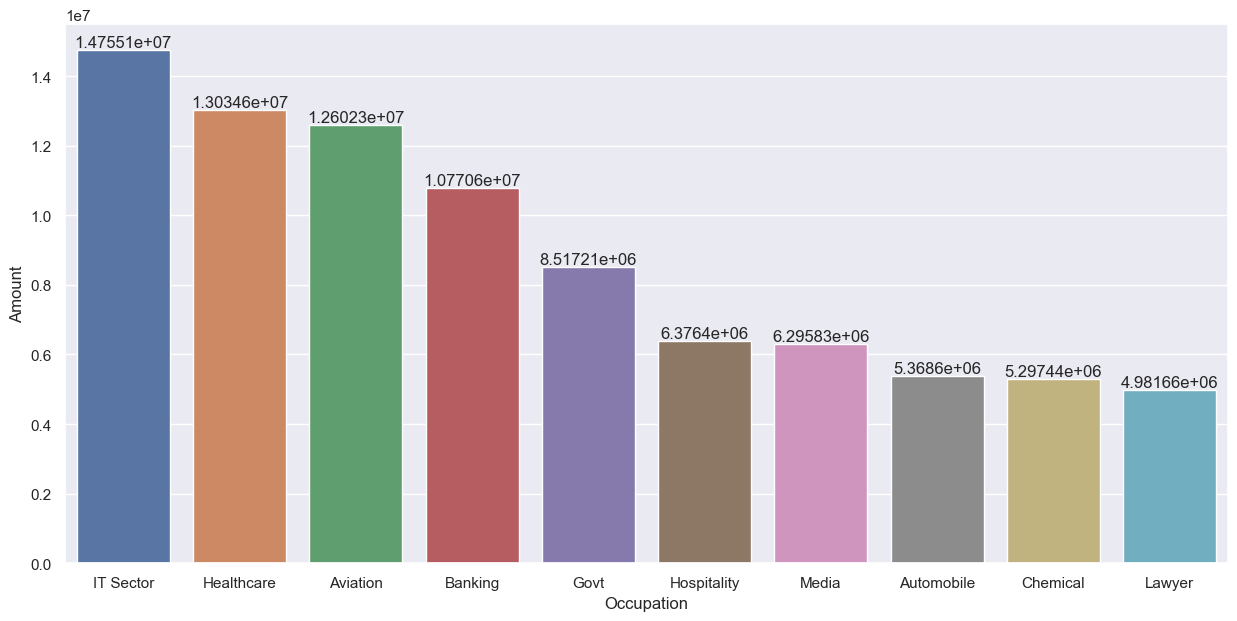 1e7
1.47551e+07
1.4
1.30346e+07
1.26023e+07
1.2
1.07706e+07
1.0
8.51721e+06
0.8
6.3764e+06
6.29583e+06
0.6
5.3686e+06
5.29744e+06
4.98166e+06
0.4
0.2
0.0
Amount
IT Sector Healthcare Aviation Banking Govt Hospitality Media Automobile Chemical Lawyer
Occupation